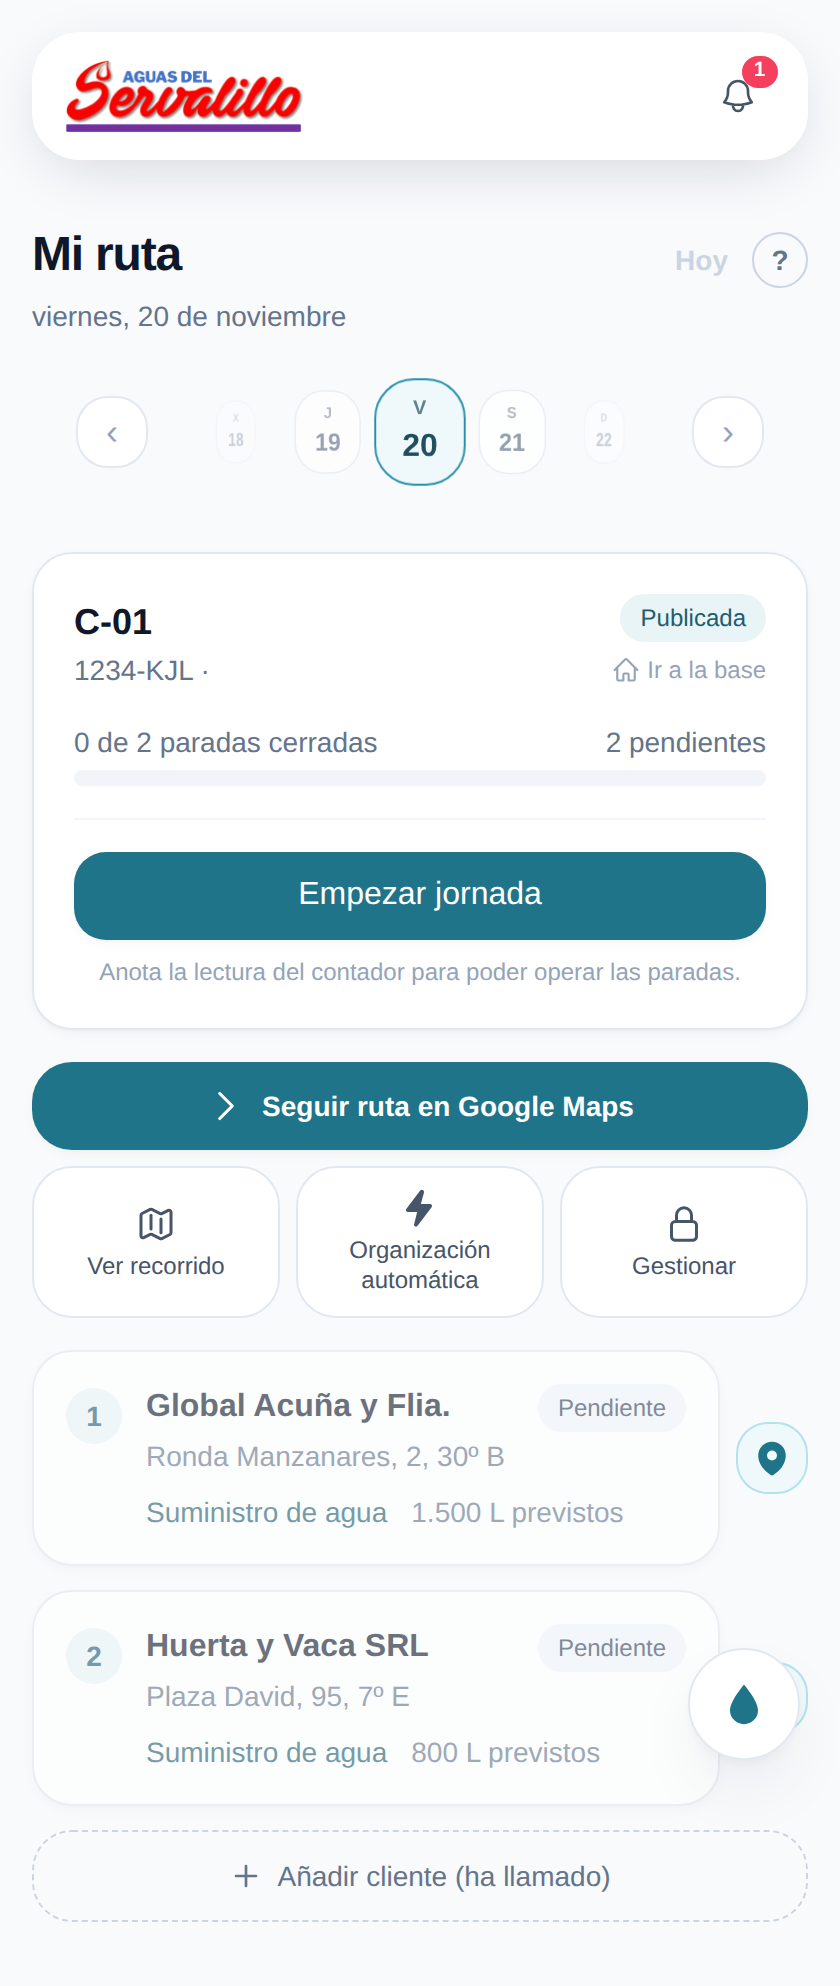 AGUAS DEL
Servalillo
1
Mi ruta
Hoy
?
viernes, 20 de noviembre
‹
X
18
J
19
V
20
S
21
D
22
›
C-01
Publicada
1234-KJL ·
Ir a la base
0 de 2 paradas cerradas
2 pendientes
Empezar jornada
Anota la lectura del contador para poder operar las paradas.
Seguir ruta en Google Maps
Ver recorrido
Organización
automática
Gestionar
1
Global Acuña y Flia.
Pendiente
Ronda Manzanares, 2, 30º B
Suministro de agua 1.500 L previstos
2
Huerta y Vaca SRL
Pendiente
Plaza David, 95, 7º E
Suministro de agua 800 L previstos
Añadir cliente (ha llamado)